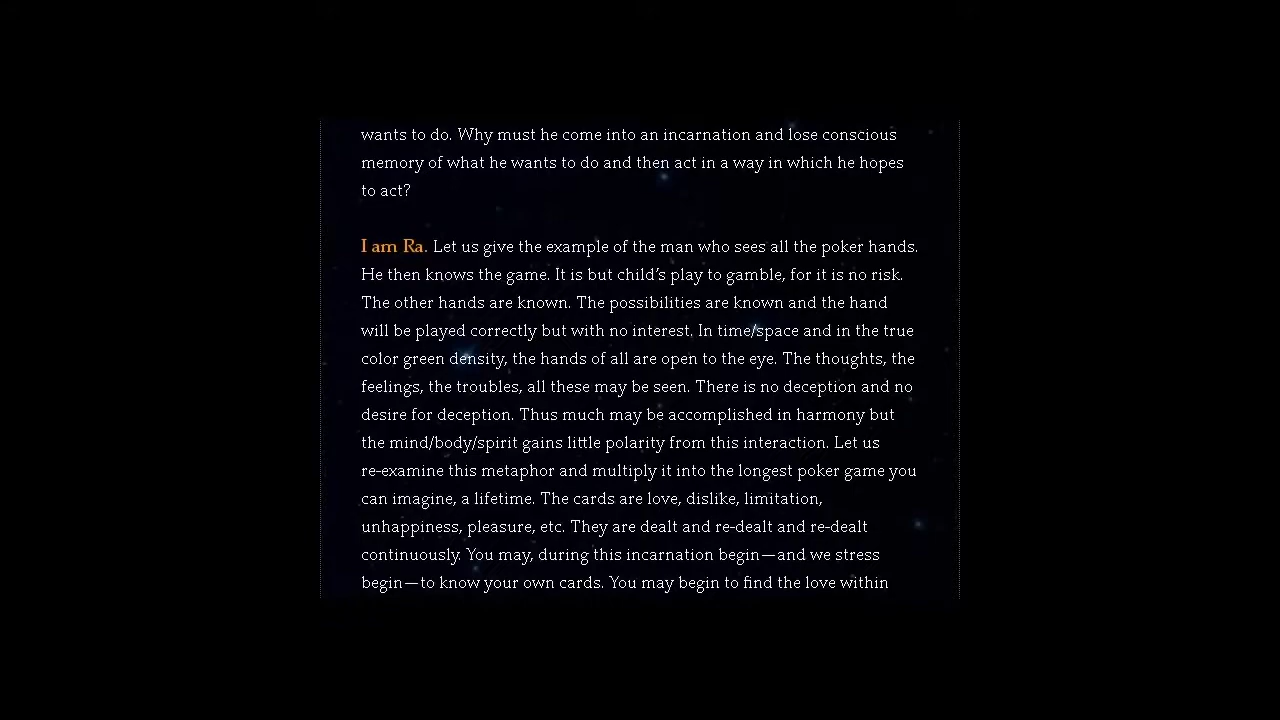 wants to do. Why must he come into an incarnation and lose conscious
memory of what he wants to do and then act in a way in which he hopes
to act?
I am Ra. Let us give the example of the man who sees all the poker hands.
He then knows the game. It is but child’s play to gamble, for it is no risk.
The other hands are known. The possibilities are known and the hand
will be played correctly but with no interest. In time/space and in the true
color green density, the hands of all are open to the eye. The thoughts, the
feelings, the troubles, all these may be seen. There is no deception and no
desire for deception. Thus much may be accomplished in harmony but
the mind/body/spirit gains little polarity from this interaction. Let us
re-examine this metaphor and multiply it into the longest poker game you
can imagine, a lifetime. The cards are love, dislike, limitation,
unhappiness, pleasure, etc. They are dealt and re-dealt and re-dealt
continuously. You may, during this incarnation begin—and we stress
begin—to know your own cards. You may begin to find the love within